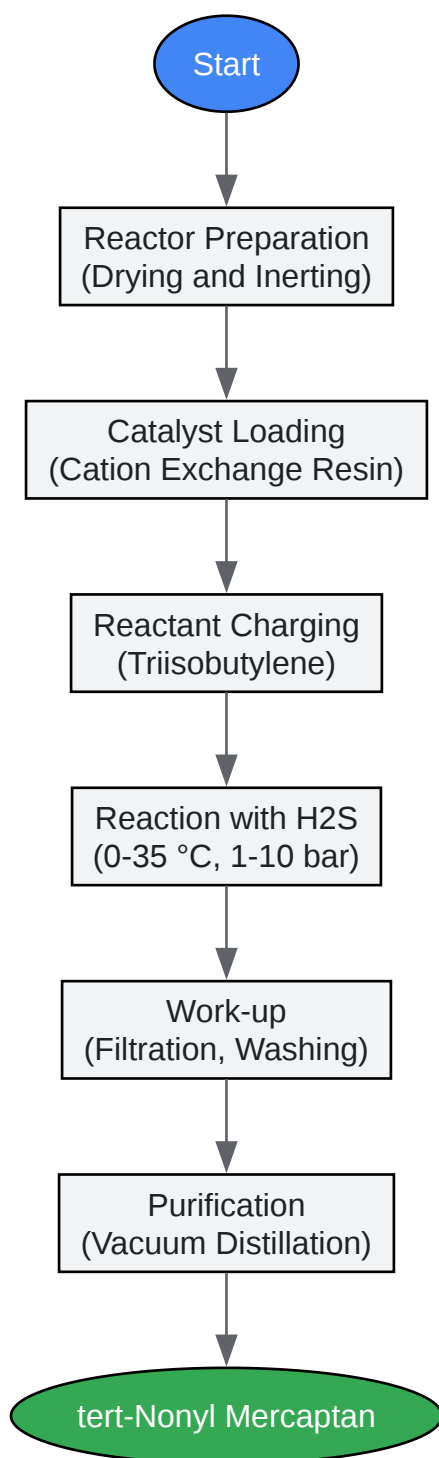 Start
Reactor Preparation
(Drying and Inerting)
Catalyst Loading
(Cation Exchange Resin)
Reactant Charging
(Triisobutylene)
Reaction with H2S
(0-35 °C, 1-10 bar)
Work-up
(Filtration, Washing)
Purification
(Vacuum Distillation)
tert-Nonyl Mercaptan